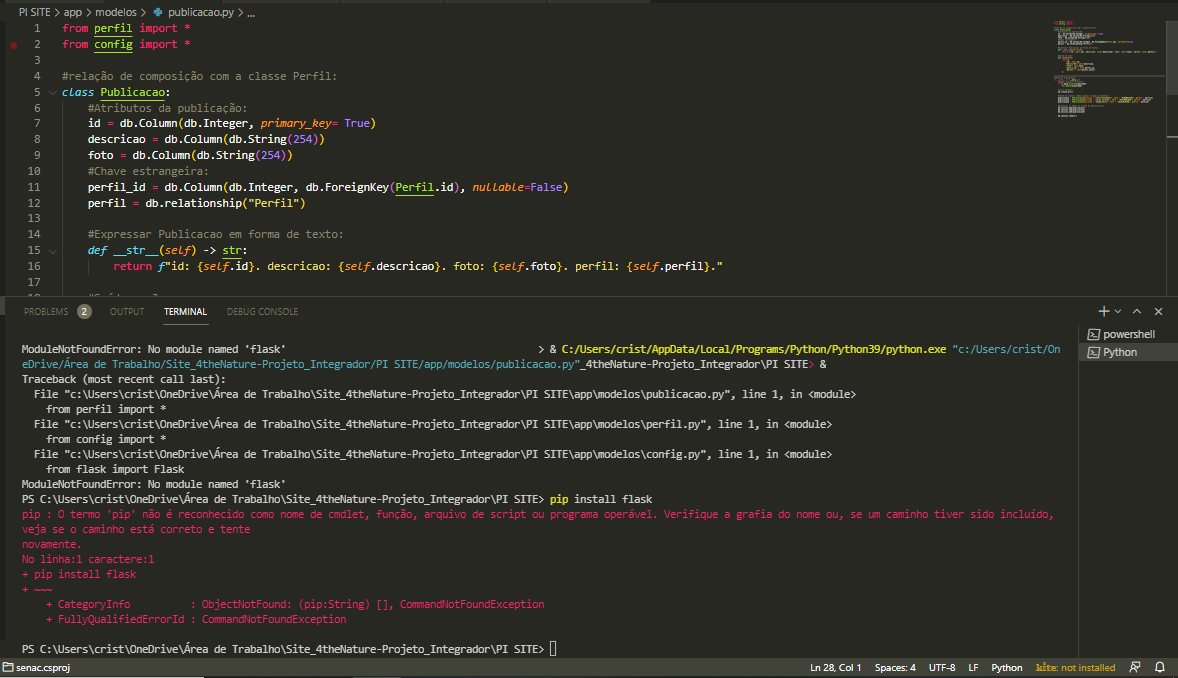 PI SITE > app > modelos > publicacao.py > ...
1 from perfil import *
2 from config import *
3
4 #relação de composição com a classe Perfil:
5 class Publicacao:
6 #Atributos da publicação:
7 id = db.Column(db.Integer, primary_key= True)
8 descricao = db.Column(db.String(254))
9 foto = db.Column(db.String(254))
10 #Chave estrangeira:
11 perfil_id = db.Column(db.Integer, db.ForeignKey(Perfil.id), nullable=False)
12 perfil = db.relationship("Perfil")
13
14 #Expressar Publicacao em forma de texto:
15 def __str__(self) -> str:
16 return f"id: {self.id}. descricao: {self.descricao}. foto: {self.foto}. perfil: {self.perfil}."
17
PROBLEMS 2 OUTPUT TERMINAL DEBUG CONSOLE
powershell
Python
ModuleNotFoundError: No module named 'flask' > & C:/Users/crist/AppData/Local/Programs/Python/Python39/python.exe "c:/Users/crist/On
eDrive/Área de Trabalho/Site_4theNature-Projeto_Integrador/PI SITE/app/modelos/publicacao.py"_4theNature-Projeto_Integrador\PI SITE> &
Traceback (most recent call last):
File "c:\Users\crist\OneDrive\Área de Trabalho\Site_4theNature-Projeto_Integrador\PI SITE\app\modelos\publicacao.py", line 1, in <module>
from perfil import *
File "c:\Users\crist\OneDrive\Área de Trabalho\Site_4theNature-Projeto_Integrador\PI SITE\app\modelos\perfil.py", line 1, in <module>
from config import *
File "c:\Users\crist\OneDrive\Área de Trabalho\Site_4theNature-Projeto_Integrador\PI SITE\app\modelos\config.py", line 1, in <module>
from flask import Flask
ModuleNotFoundError: No module named 'flask'
PS C:\Users\crist\OneDrive\Área de Trabalho\Site_4theNature-Projeto_Integrador\PI SITE> pip install flask
pip : O termo 'pip' não é reconhecido como nome de cmdlet, função, arquivo de script ou programa operável. Verifique a grafia do nome ou, se um caminho tiver sido incluído,
veja se o caminho está correto e tente
novamente.
No linha:1 caractere:1
+ pip install flask
+ ~~~
+ CategoryInfo : ObjectNotFound: (pip:String) [], CommandNotFoundException
+ FullyQualifiedErrorId : CommandNotFoundException
PS C:\Users\crist\OneDrive\Área de Trabalho\Site_4theNature-Projeto_Integrador\PI SITE>
senac.csproj Ln 28, Col 1 Spaces: 4 UTF-8 LF Python kite: not installed